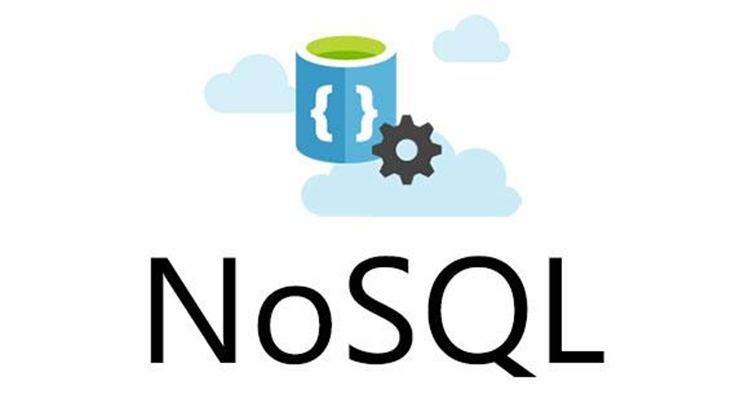 { }
NoSQL